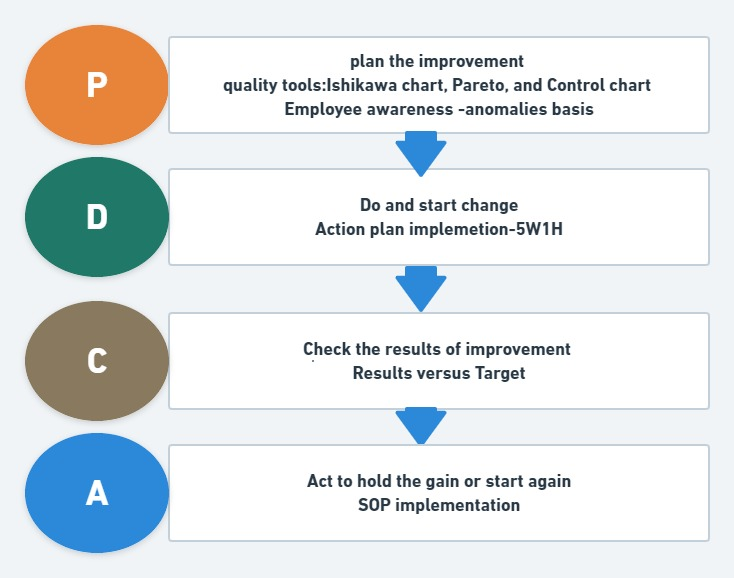 P
plan the improvement
quality tools:Ishikawa chart, Pareto, and Control chart
Employee awareness -anomalies basis
D
Do and start change
Action plan implemetion-5W1H
C
Check the results of improvement
Results versus Target
A
Act to hold the gain or start again
SOP implementation